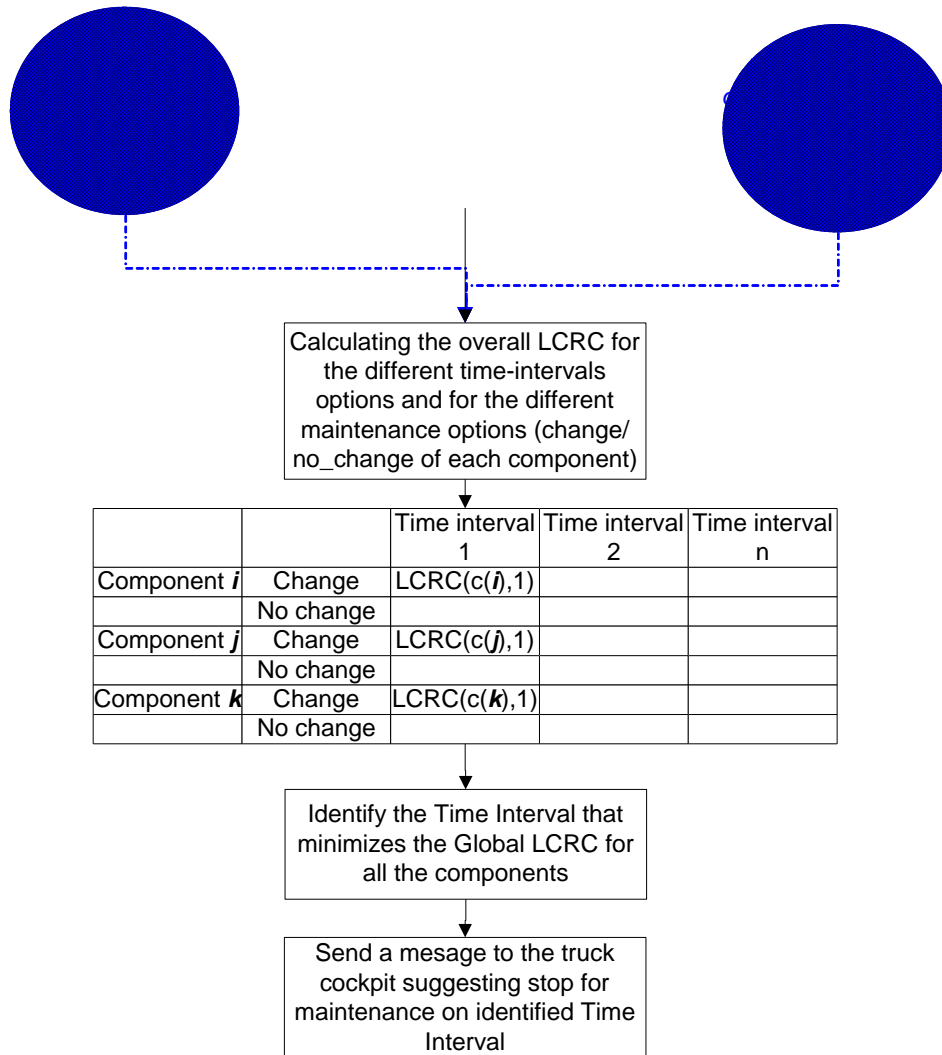 Calculating the overall LCRC for
the different time-intervals
options and for the different
maintenance options (change/
no_change of each component)
Time interval 1 Time interval 2 Time interval n
Component i Change LCRC(c(i),1)
No change
Component j Change LCRC(c(j),1)
No change
Component k Change LCRC(c(k),1)
No change
Identify the Time Interval that
minimizes the Global LCRC for
all the components
Send a mesage to the truck
cockpit suggesting stop for
maintenance on identified Time
Interval